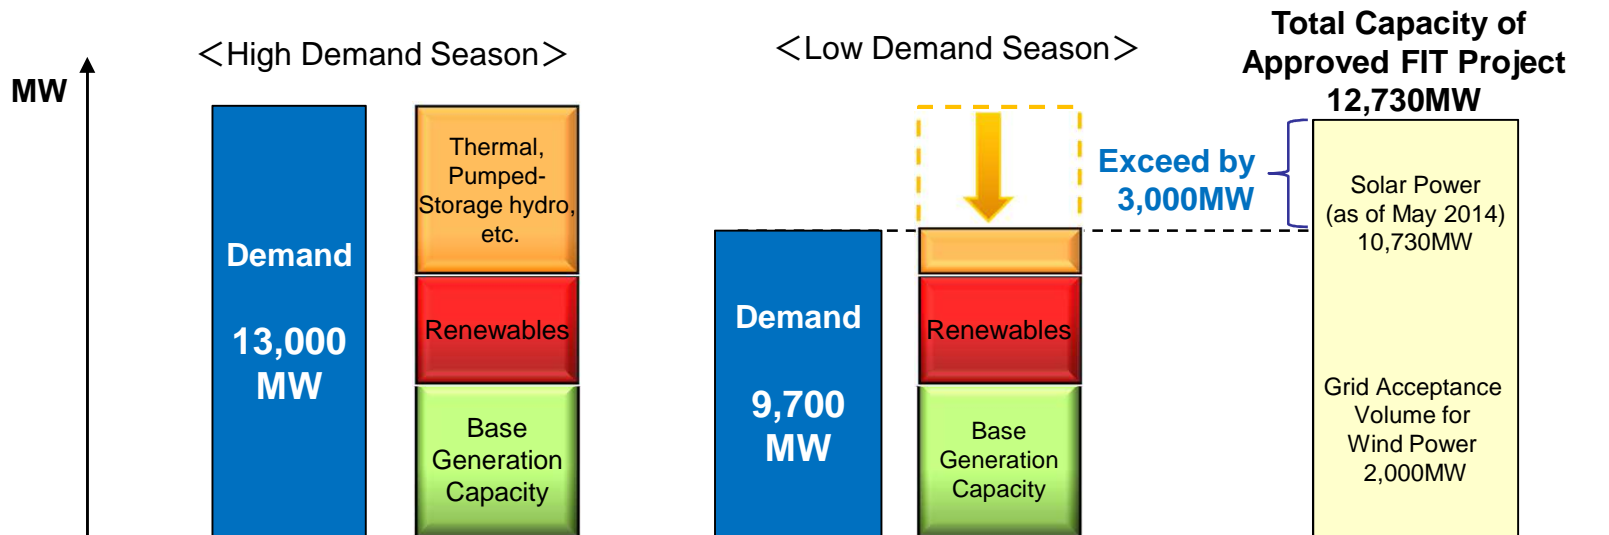 MW
＜High Demand Season＞
Demand
13,000
MW
Thermal,
Pumped-
Storage hydro,
etc.
Renewables
Base
Generation
Capacity
＜Low Demand Season＞
Demand
9,700
MW
Renewables
Base
Generation
Capacity
Exceed by
3,000MW
Total Capacity of
Approved FIT Project
12,730MW
Solar Power
(as of May 2014)
10,730MW
Grid Acceptance
Volume for
Wind Power
2,000MW